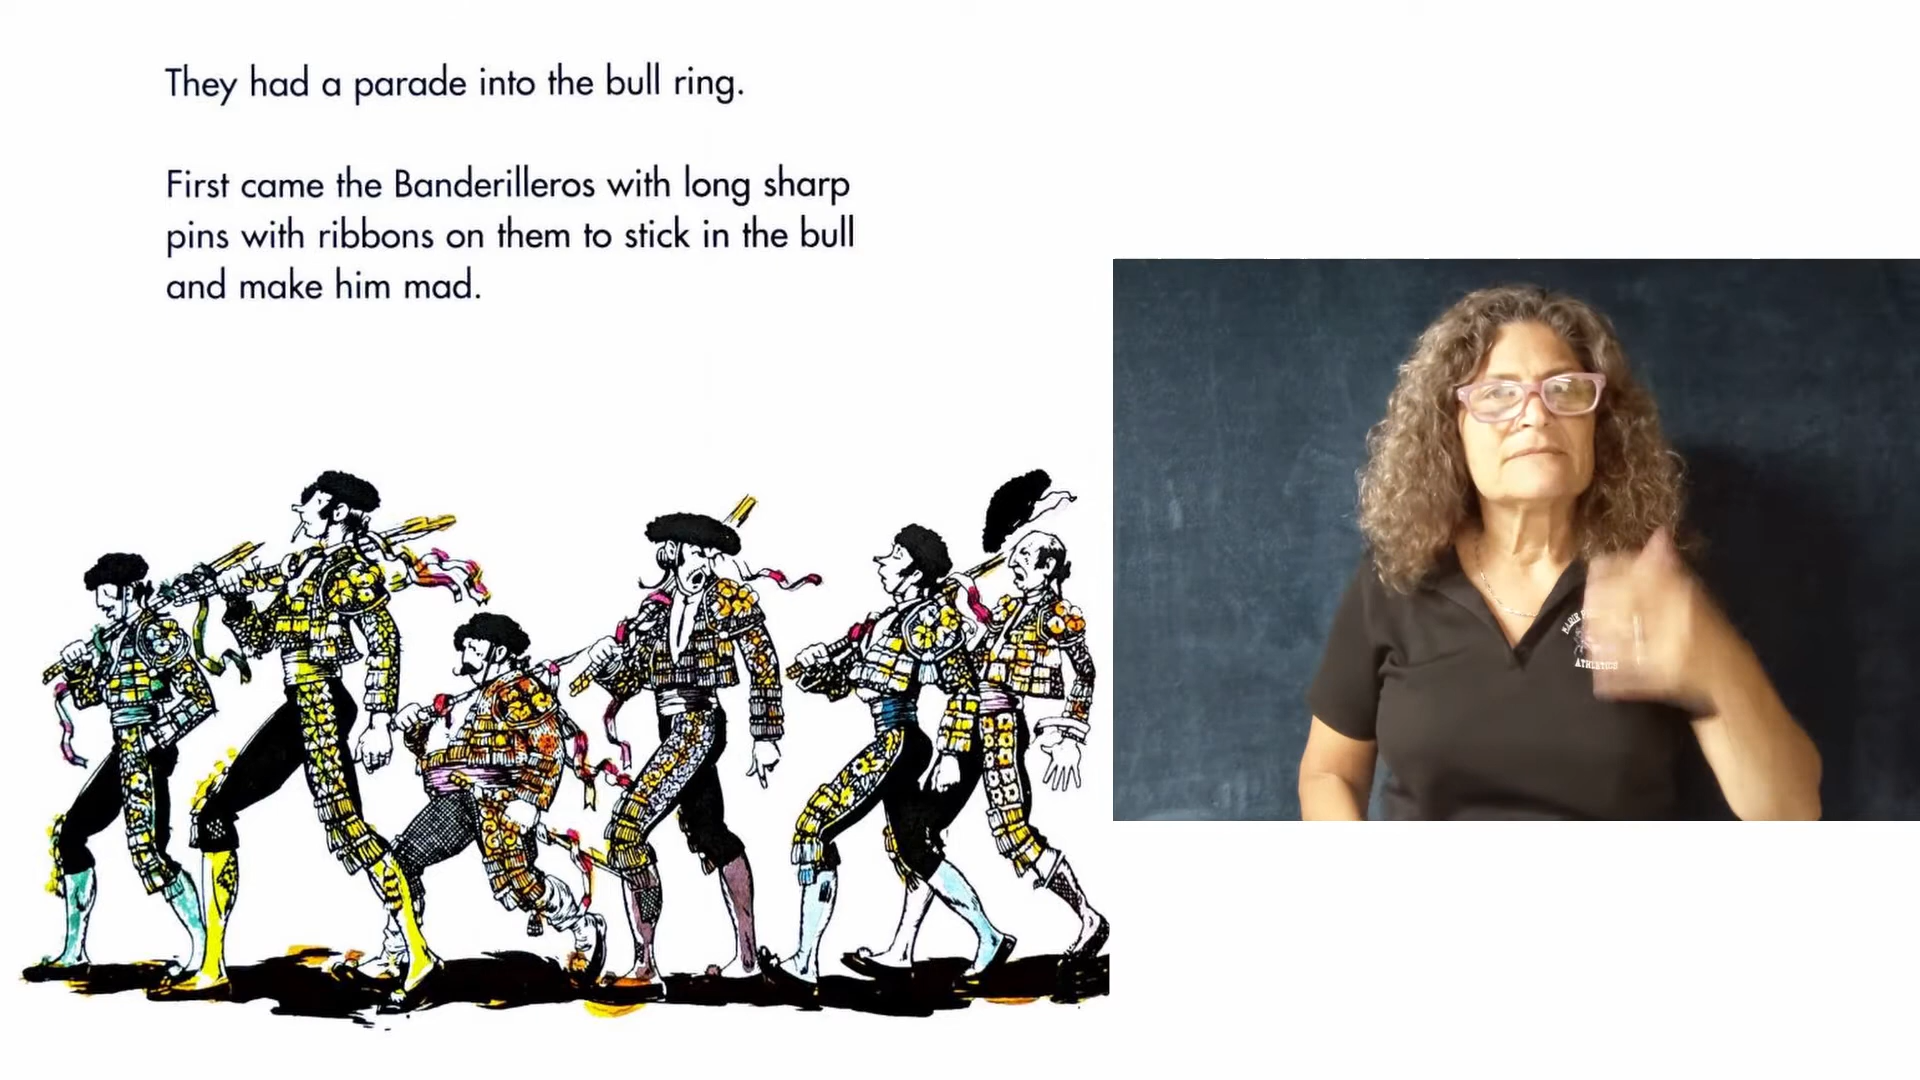 They had a parade into the bull ring.
First came the Banderilleros with long sharp
pins with ribbons on them to stick in the bull
and make him mad.
ATHLETICS